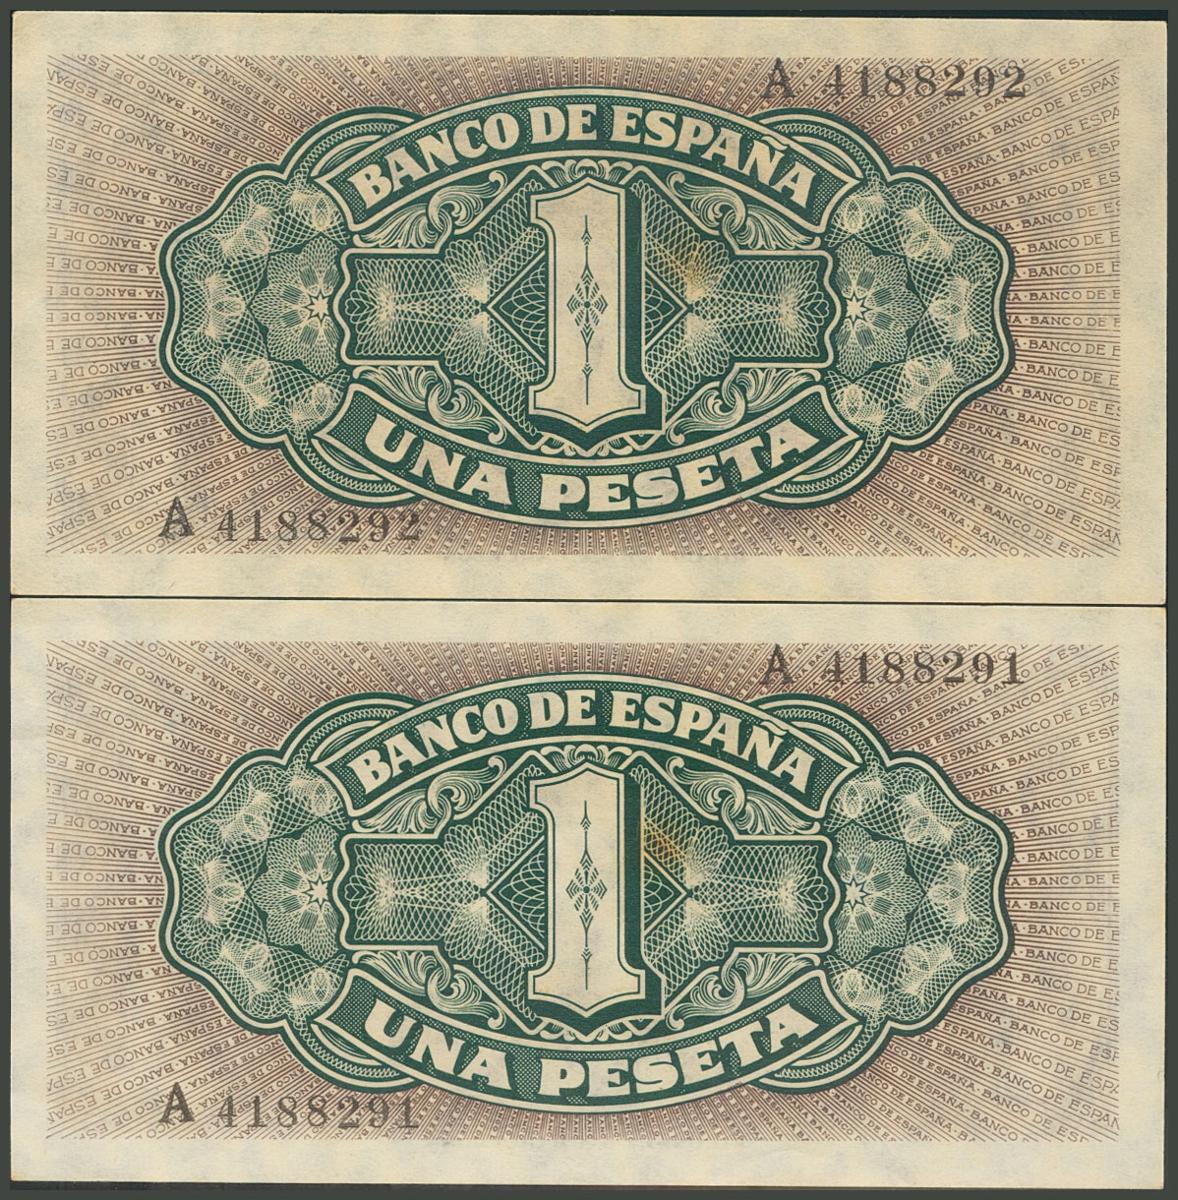 A 4188292
BANCO DE ESPAÑA
1
UNA PESETA
A 4188292
A 4188291
BANCO DE ESPAÑA
1
UNA PESETA
A 4188291